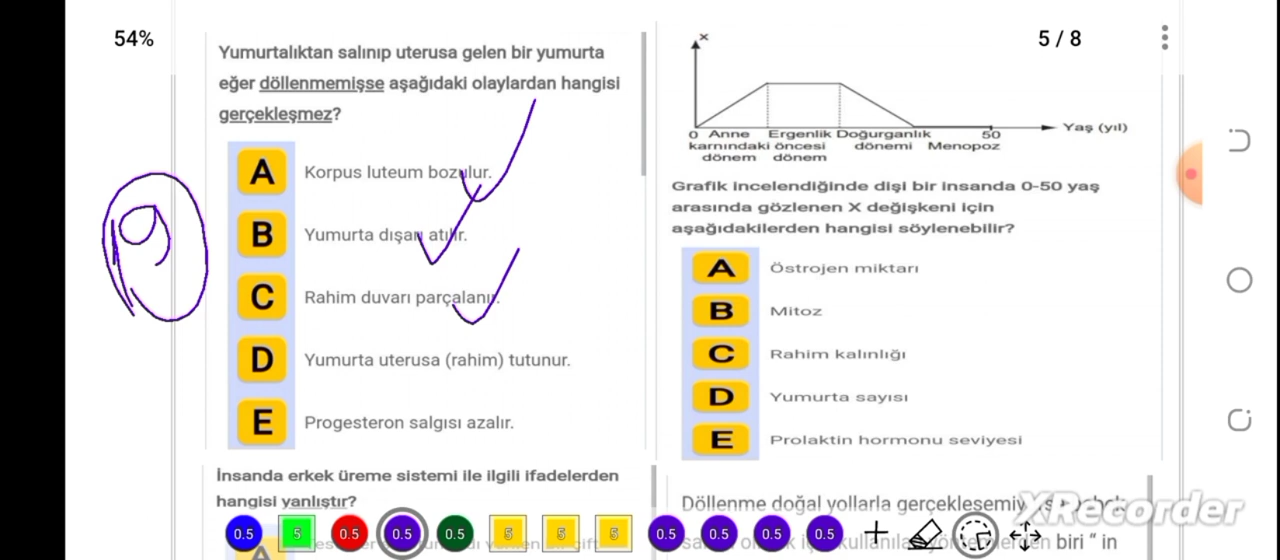 54%
Yumurtalıktan salınıp uterusa gelen bir yumurta
eğer döllenmemişse aşağıdaki olaylardan hangisi
gerçekleşmez?
A Korpus luteum bozulur.
B Yumurta dışarı atılır.
C Rahim duvarı parçalanır.
D Yumurta uterusa (rahim) tutunur.
E Progesteron salgısı azalır.
İnsanda erkek üreme sistemi ile ilgili ifadelerden
hangisi yanlıştır?
A
5 / 8
x
0 Anne Ergenlik Doğurganlık 50 Yaş (yıl)
karnındaki öncesi dönemi Menopoz
dönem dönem
Grafik incelendiğinde dişi bir insanda 0-50 yaş
arasında gözlenen X değişkeni için
aşağıdakilerden hangisi söylenebilir?
A Östrojen miktarı
B Mitoz
C Rahim kalınlığı
D Yumurta sayısı
E Prolaktin hormonu seviyesi
Döllenme doğal yollarla
biri “ in
XRecorder
0.5 5 0.5 0.5 0.5 5 5 5 0.5 0.5 0.5 0.5